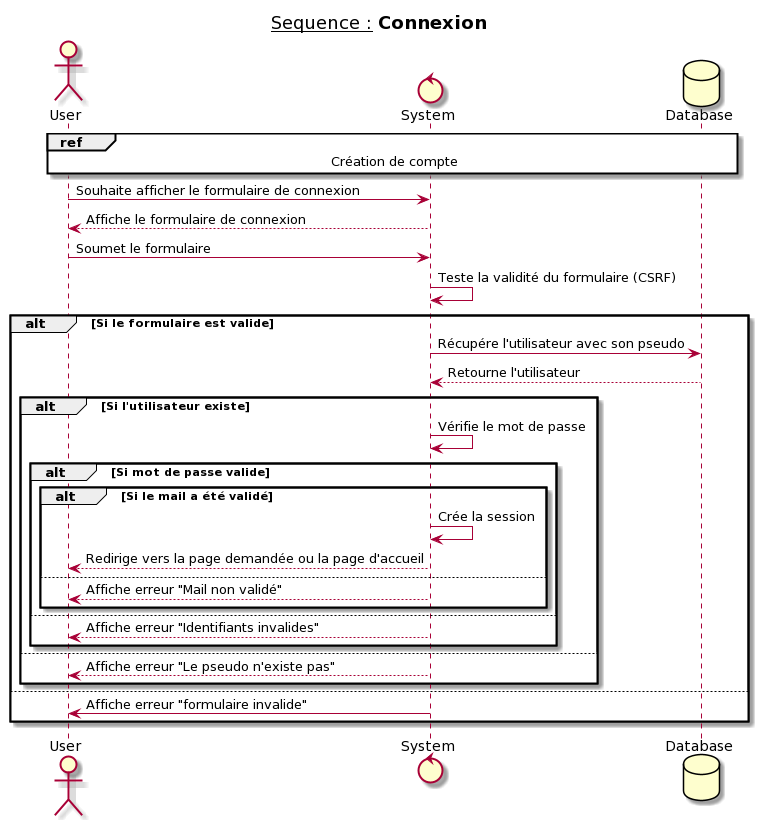 Sequence : Connexion
User
System
Database
ref
Création de compte
Souhaite afficher le formulaire de connexion
Affiche le formulaire de connexion
Soumet le formulaire
Teste la validité du formulaire (CSRF)
alt [Si le formulaire est valide]
Récupére l'utilisateur avec son pseudo
Retourne l'utilisateur
alt [Si l'utilisateur existe]
Vérifie le mot de passe
alt [Si mot de passe valide]
alt [Si le mail a été validé]
Crée la session
Redirige vers la page demandée ou la page d'accueil
Affiche erreur "Mail non validé"
Affiche erreur "Identifiants invalides"
Affiche erreur "Le pseudo n'existe pas"
Affiche erreur "formulaire invalide"
User
System
Database